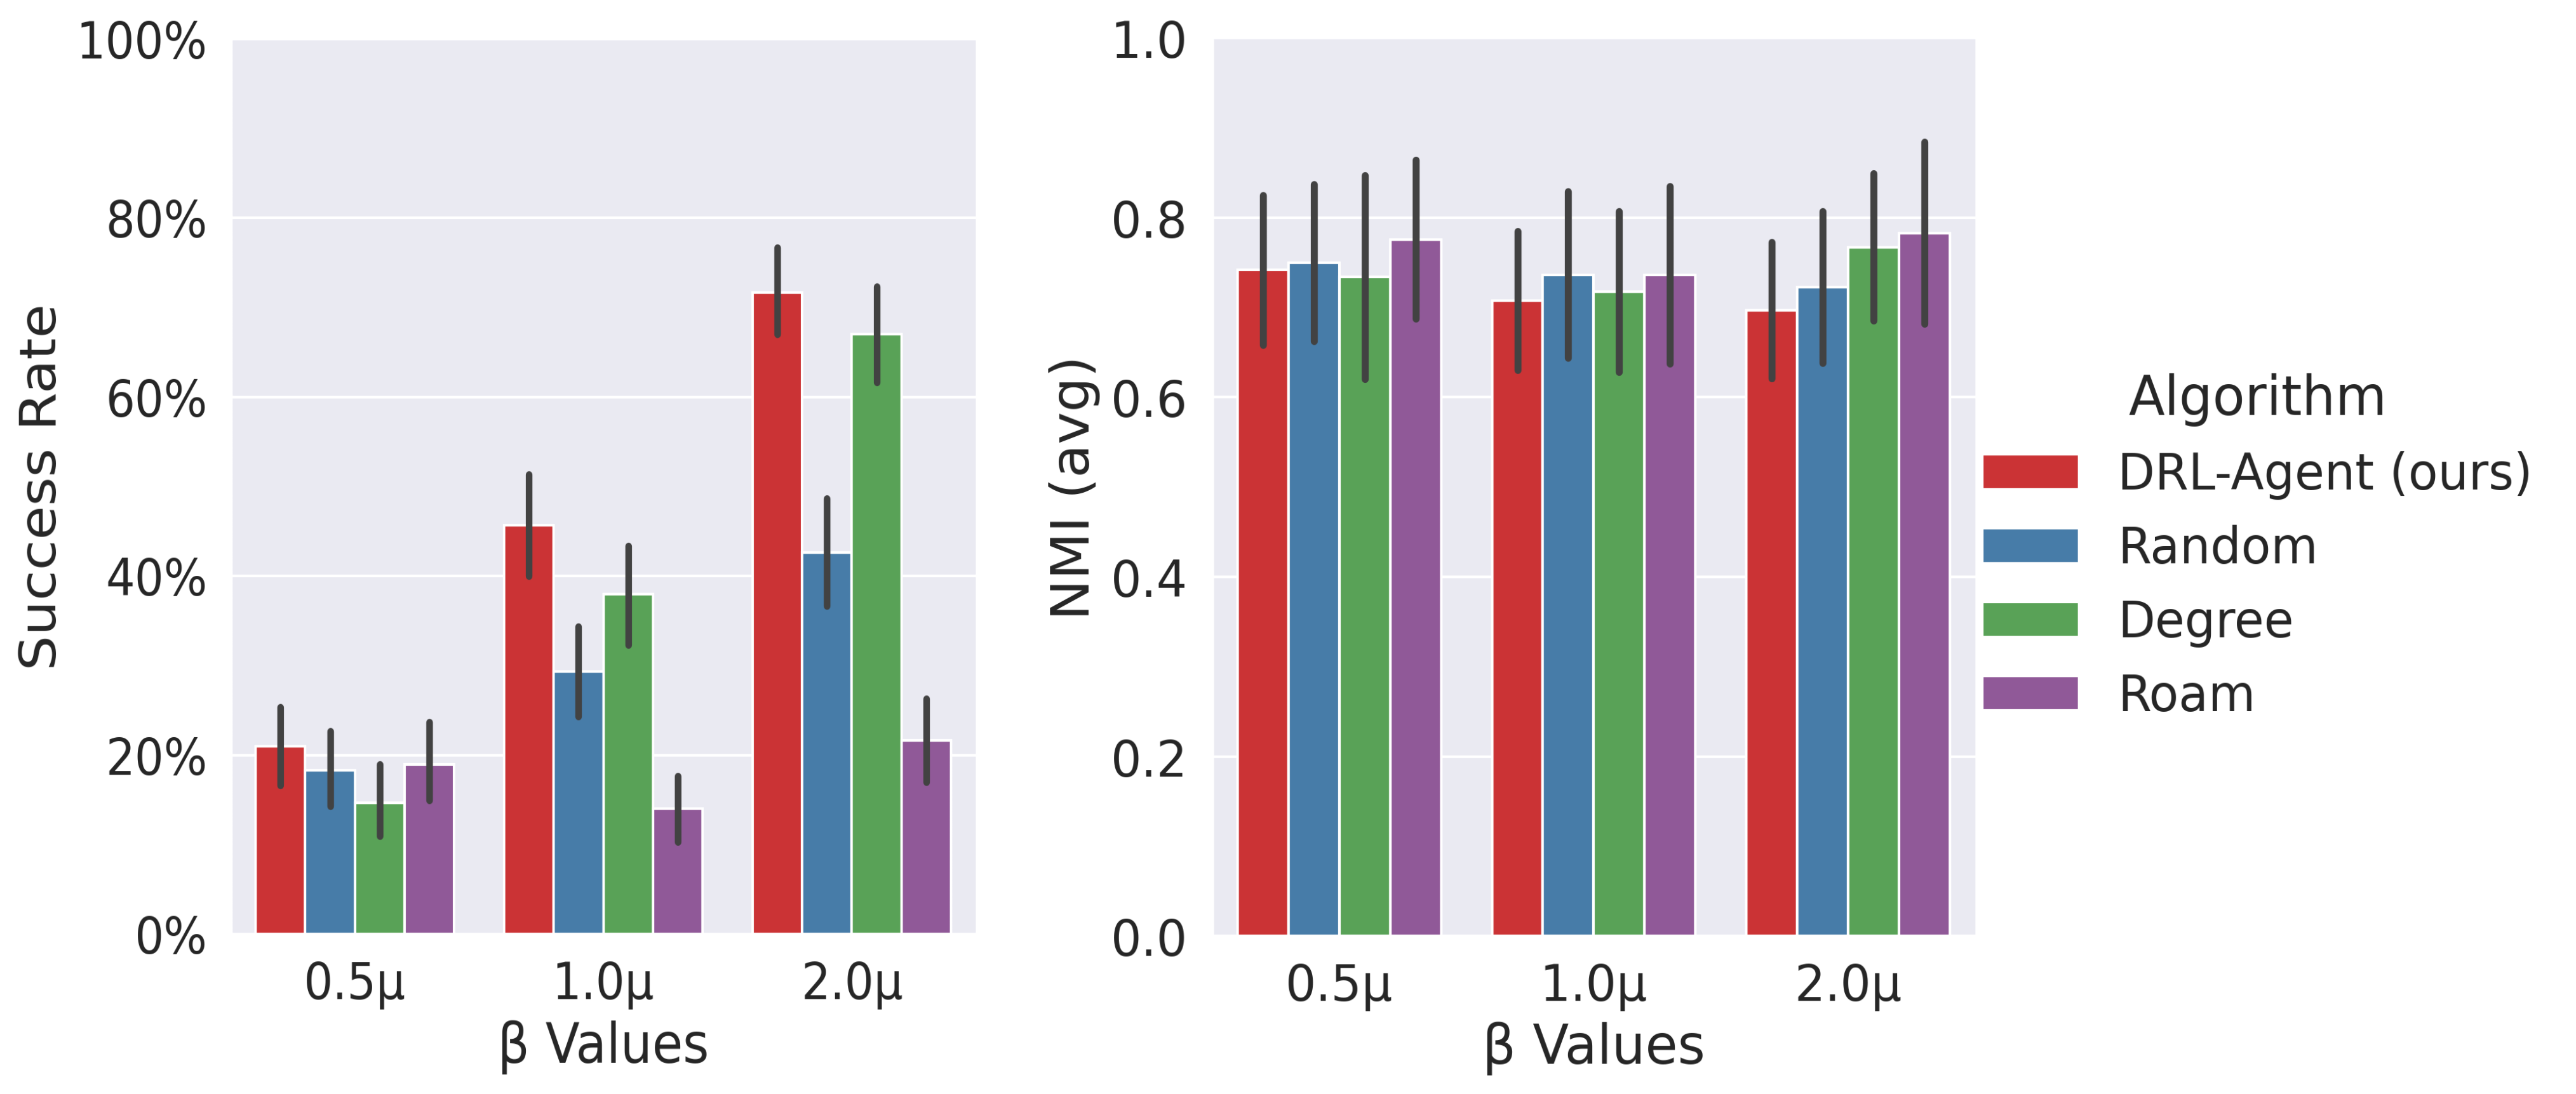 100%
80%
60%
40%
20%
0%
Success Rate
0.5μ
1.0μ
2.0μ
β Values
1.0
0.8
0.6
0.4
0.2
0.0
NMI (avg)
0.5μ
1.0μ
2.0μ
β Values
Algorithm
DRL-Agent (ours)
Random
Degree
Roam